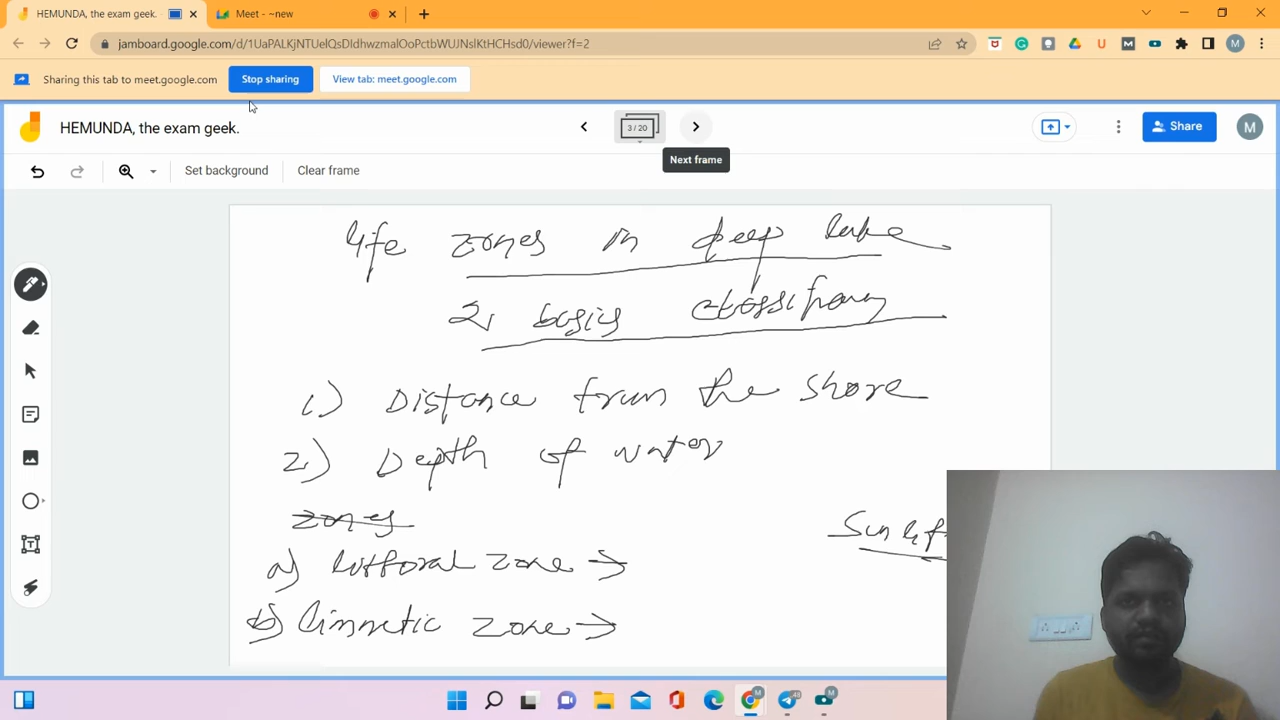 HEMUNDA, the exam geek.
Meet - ~new
jamboard.google.com/d/1UaPALKjNTUelQsDIdhwzmalOoPctbWUJNslKtHCHsd0/viewer?f=2
M
Sharing this tab to meet.google.com
Stop sharing
View tab: meet.google.com
HEMUNDA, the exam geek.
3 / 20
Share
M
Next frame
Set background
Clear frame
life zones in deep lake
2, basics
1.) Distance from the shore
2.) Depth of water
zones
a) littoral zone →
b) limnetic zone →